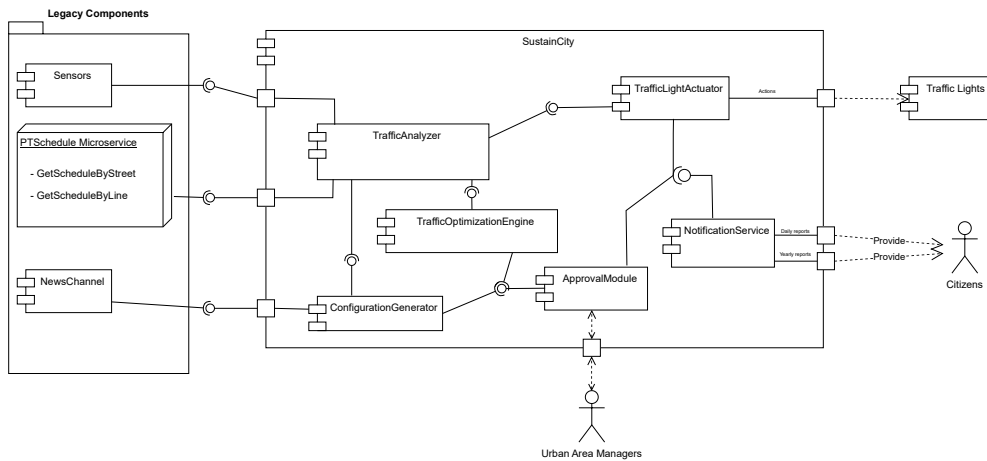 Legacy Components
SustainCity
Sensors
TrafficLightActuator
Actions
Traffic Lights
PTSchedule Microservice
- GetScheduleByStreet
- GetScheduleByLine
TrafficAnalyzer
TrafficOptimizationEngine
NotificationService
Daily reports
Yearly reports
Provide
Provide
Citizens
NewsChannel
ConfigurationGenerator
ApprovalModule
Urban Area Managers